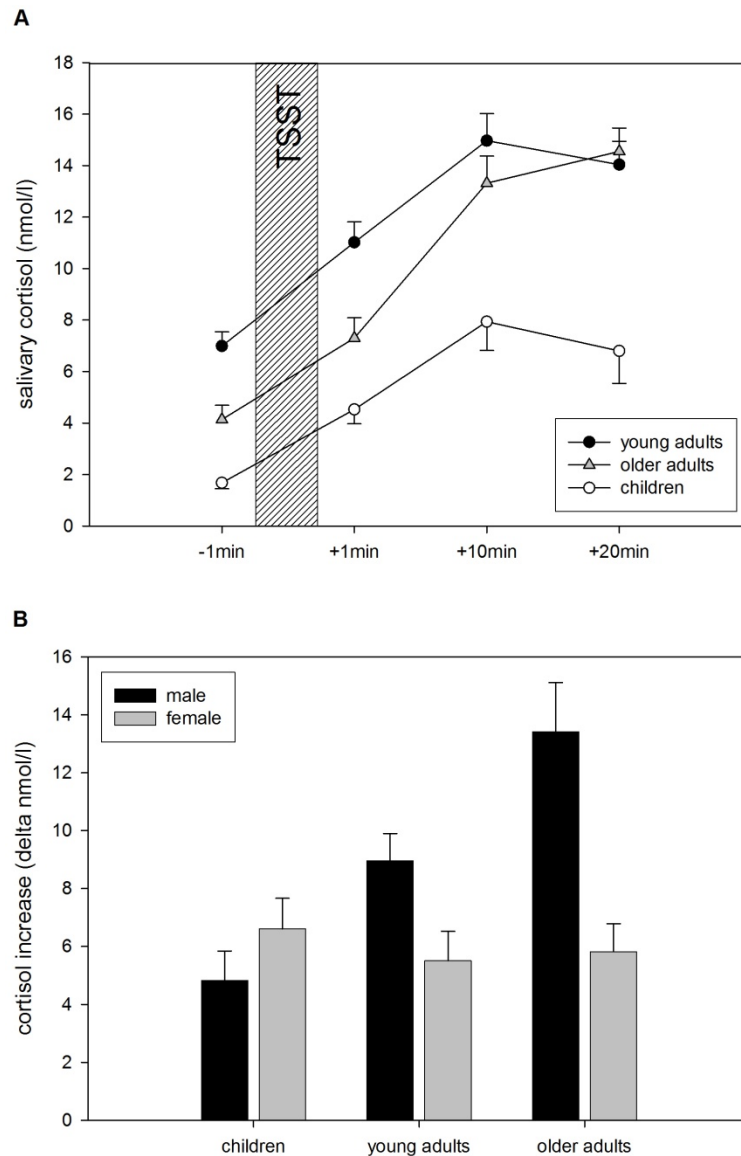 A
18
16
14
12
10
8
6
4
2
0
salivary cortisol (nmol/l)
TSST
young adults
older adults
children
-1min
+1min
+10min
+20min
B
16
14
12
10
8
6
4
2
0
cortisol increase (delta nmol/l)
male
female
children
young adults
older adults